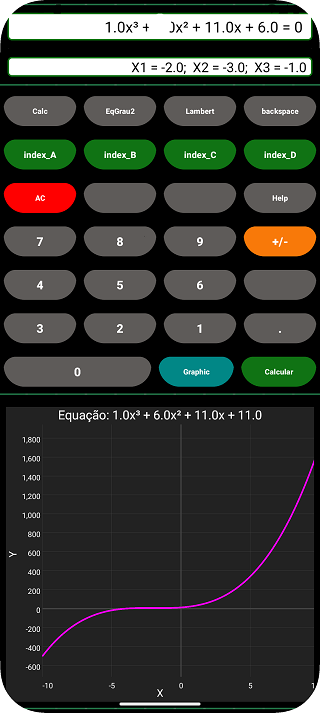 1.0x³ + 0x² + 11.0x + 6.0 = 0
X1 = -2.0; X2 = -3.0; X3 = -1.0
Calc EqGrau2 Lambert backspace
index_A index_B index_C index_D
AC Help
7 8 9 +/-
4 5 6
3 2 1 .
0 Graphic Calcular
Equação: 1.0x³ + 6.0x² + 11.0x + 11.0
1,800
1,600
1,400
1,200
1,000
800
600
400
200
0
-200
-400
-600
Y
-10 -5 0 5 1
X